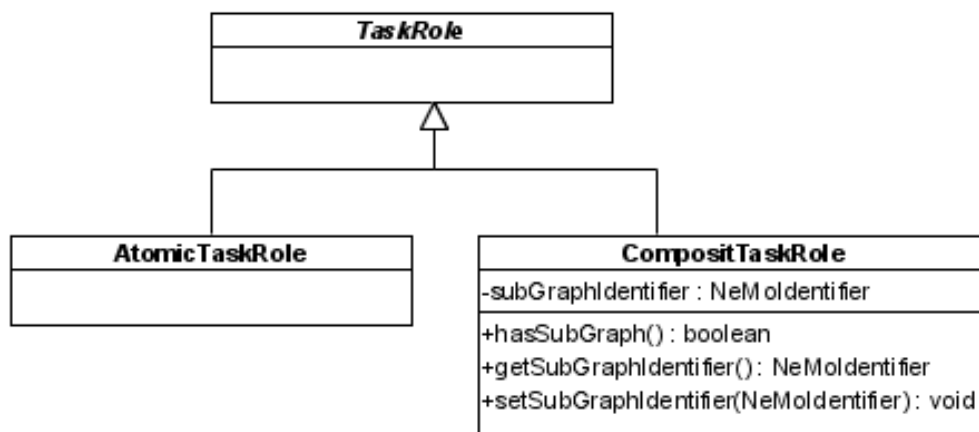 TaskRole
AtomicTaskRole
CompositTaskRole
-subGraphIdentifier : NeMoIdentifier
+hasSubGraph() : boolean
+getSubGraphIdentifier() : NeMoIdentifier
+setSubGraphIdentifier(NeMoIdentifier) : void